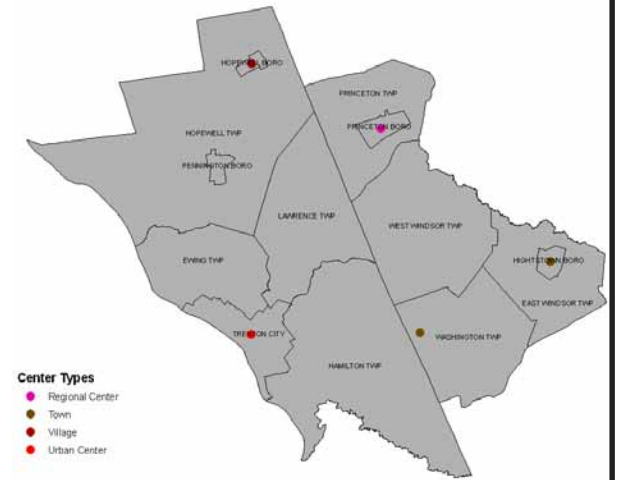 HOPEWELL BORO
PRINCETON TWP
PRINCETON BORO
HOPEWELL TWP
PENNINGTON BORO
LAWRENCE TWP
WEST WINDSOR TWP
EWING TWP
HIGHTSTOWN BORO
EAST WINDSOR TWP
TRENTON CITY
WASHINGTON TWP
HAMILTON TWP
Center Types
Regional Center
Town
Village
Urban Center